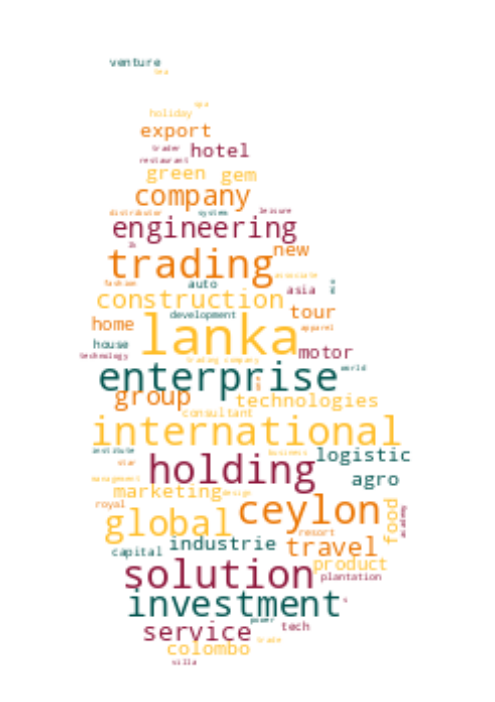 venture
tea
spa
holiday
export
trader hotel
restaurant
green gem
company
distributor system leisure
engineering
lk
new
trading
associate
fashion auto asia
construction
development tour
home apparel
lanka
house
technology motor
trading company
enterprise world
group technologies
consultant
international
institute business logistic
star holding
management agro
marketing design
royal ceylon food
global academy
resort
industrie travel
capital product
solution plantation
investment
power tech
service
trade
colombo
villa